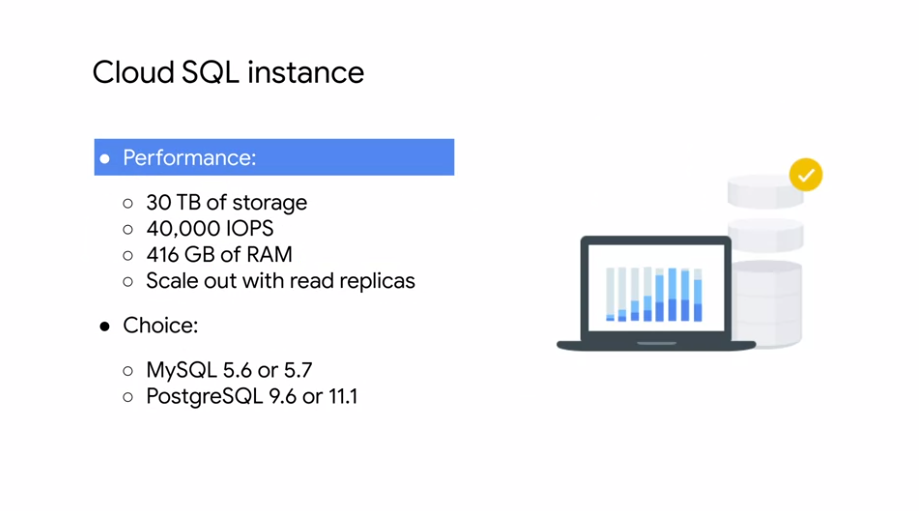 Cloud SQL instance
● Performance:
○ 30 TB of storage
○ 40,000 IOPS
○ 416 GB of RAM
○ Scale out with read replicas
● Choice:
○ MySQL 5.6 or 5.7
○ PostgreSQL 9.6 or 11.1